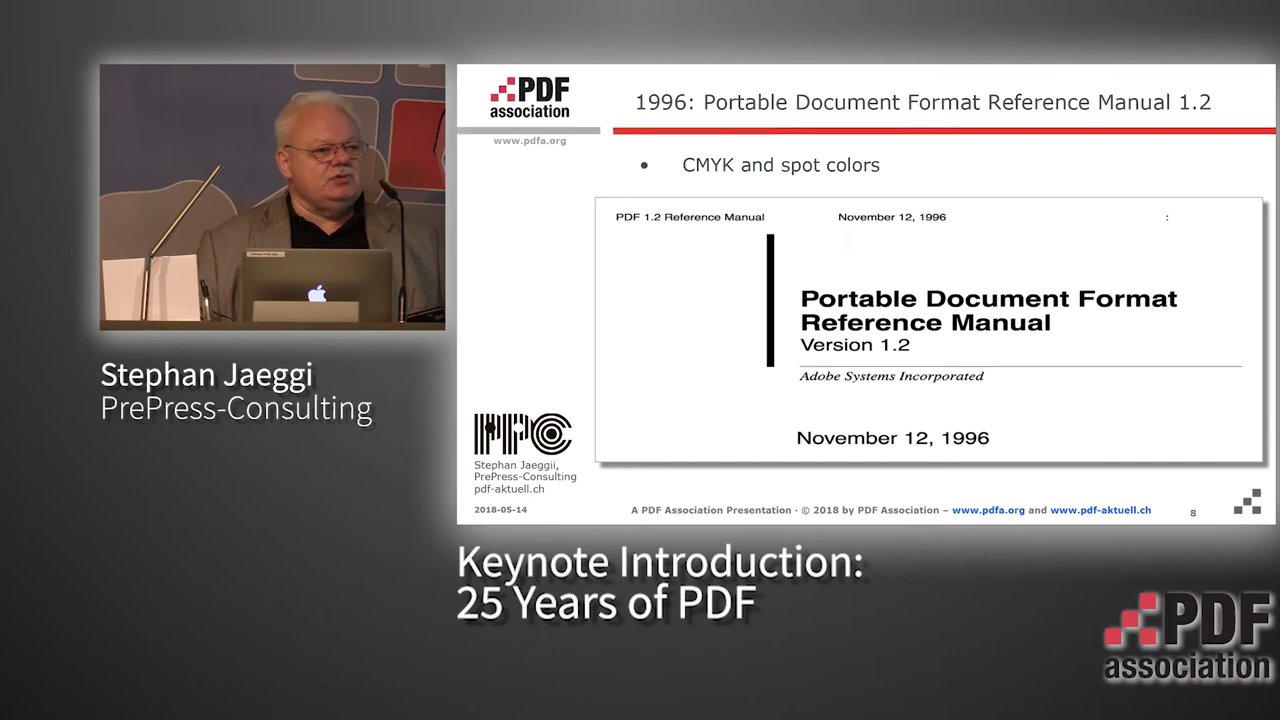 PDF
association
www.pdfa.org
1996: Portable Document Format Reference Manual 1.2
• CMYK and spot colors
PDF 1.2 Reference Manual November 12, 1996 :
Portable Document Format
Reference Manual
Version 1.2
Adobe Systems Incorporated
November 12, 1996
Stephan Jaeggi
PrePress-Consulting
PPC
Stephan Jaeggii,
PrePress-Consulting
pdf-aktuell.ch
2018-05-14
A PDF Association Presentation · © 2018 by PDF Association – www.pdfa.org and www.pdf-aktuell.ch
8
Keynote Introduction:
25 Years of PDF
PDF
association